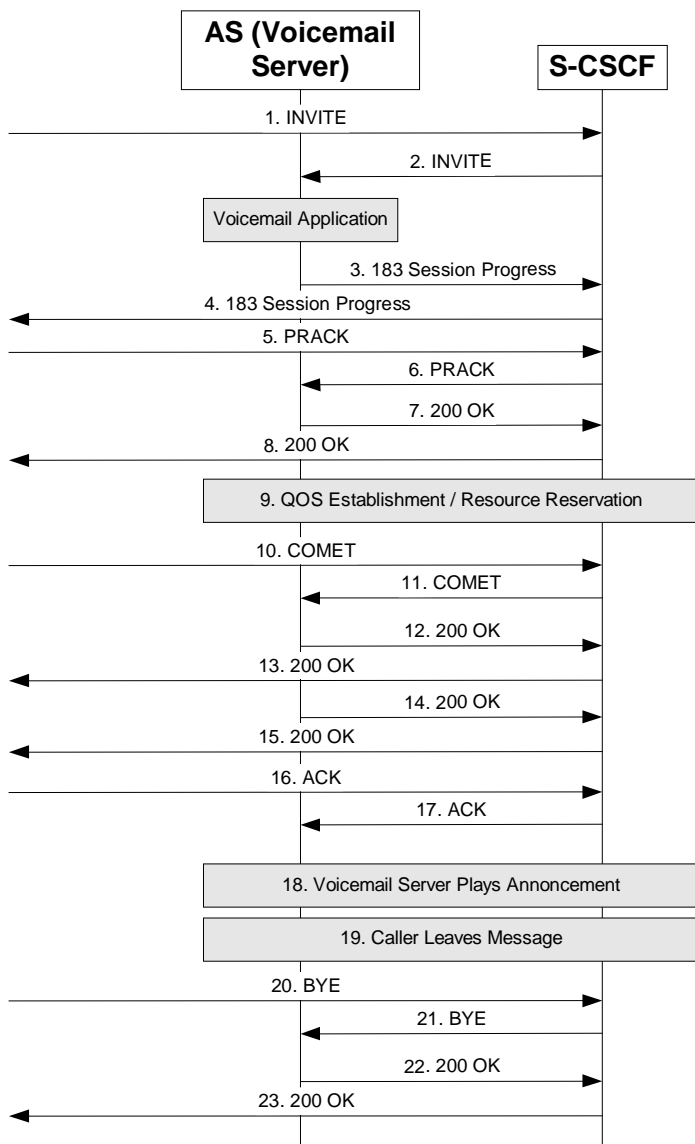 AS (Voicemail
Server)
S-CSCF
1. INVITE
2. INVITE
Voicemail Application
3. 183 Session Progress
4. 183 Session Progress
5. PRACK
6. PRACK
7. 200 OK
8. 200 OK
9. QOS Establishment / Resource Reservation
10. COMET
11. COMET
12. 200 OK
13. 200 OK
14. 200 OK
15. 200 OK
16. ACK
17. ACK
18. Voicemail Server Plays Annoncement
19. Caller Leaves Message
20. BYE
21. BYE
22. 200 OK
23. 200 OK